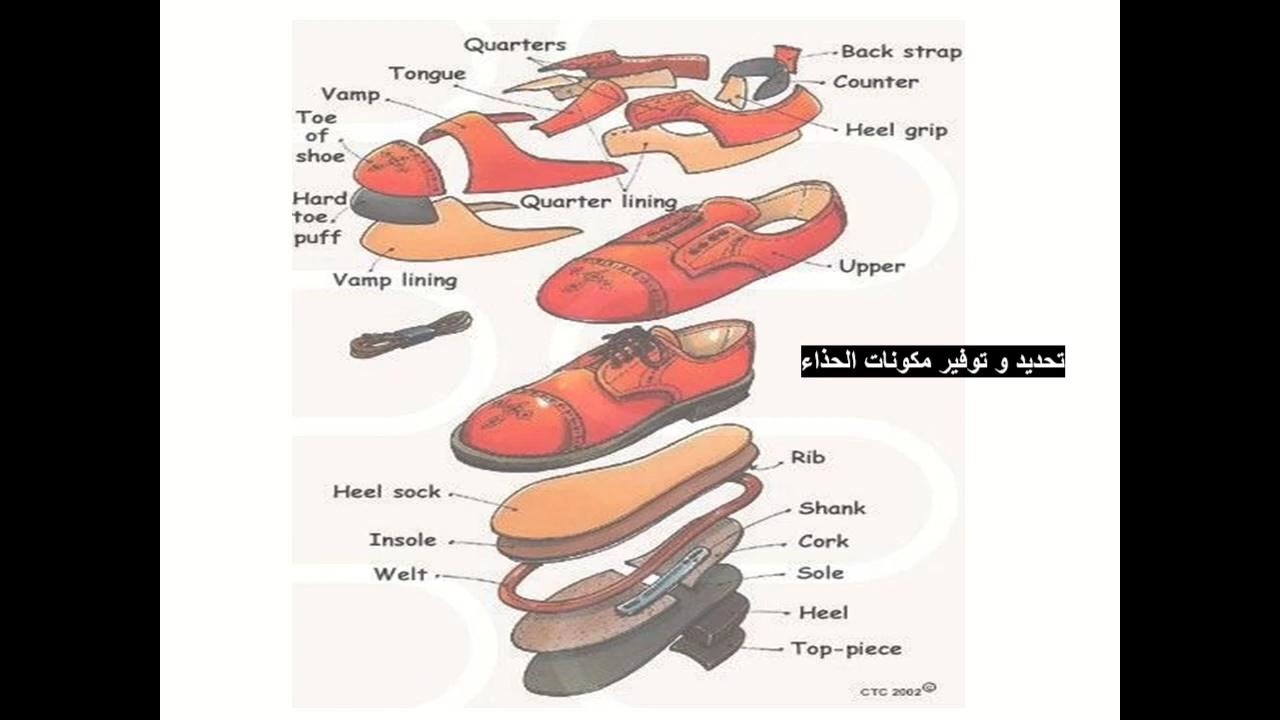 Quarters
Tongue
Vamp
Toe
of
shoe
Hard
toe
puff
Vamp lining
Quarter lining
Back strap
Counter
Heel grip
Upper
تحديد و توفير مكونات الحذاء
Heel sock
Insole
Welt
Rib
Shank
Cork
Sole
Heel
Top-piece
CTC 2002©